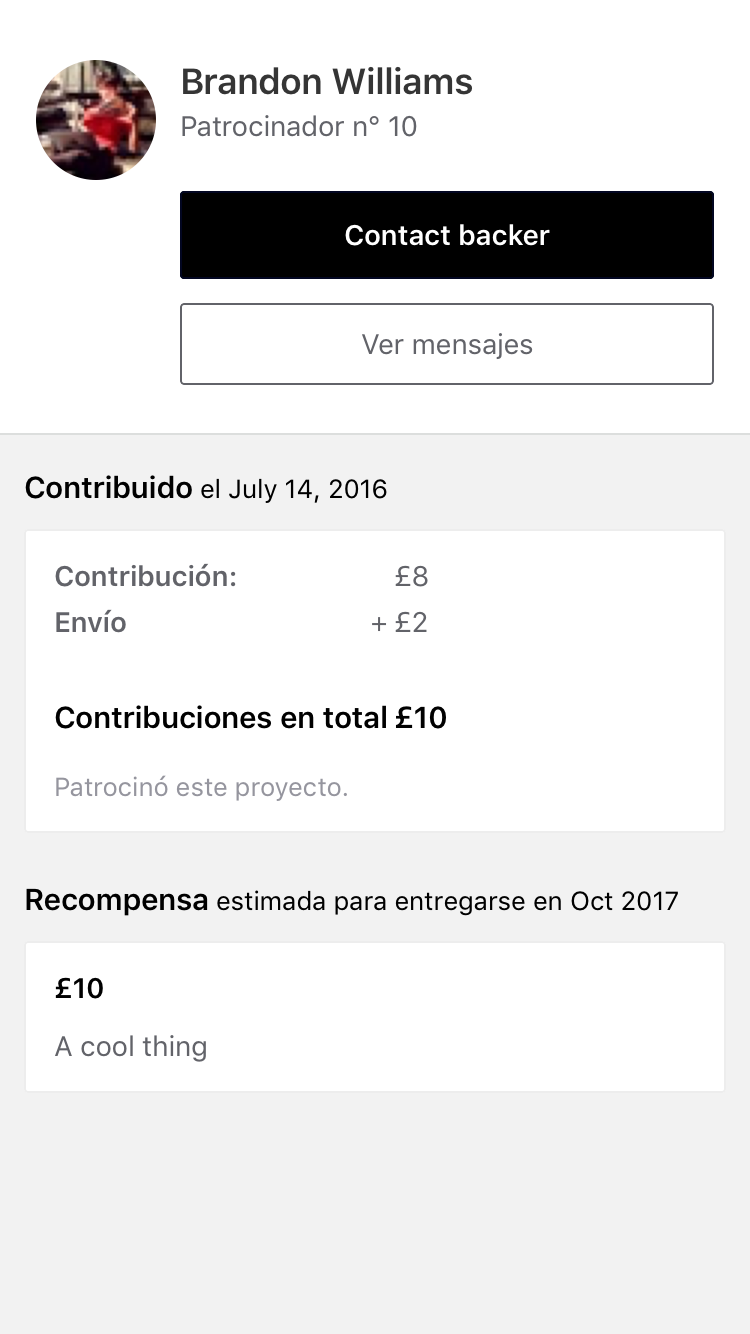 Brandon Williams
Patrocinador n° 10
Contact backer
Ver mensajes
Contribuido el July 14, 2016
Contribución: £8
Envío + £2
Contribuciones en total £10
Patrocinó este proyecto.
Recompensa estimada para entregarse en Oct 2017
£10
A cool thing